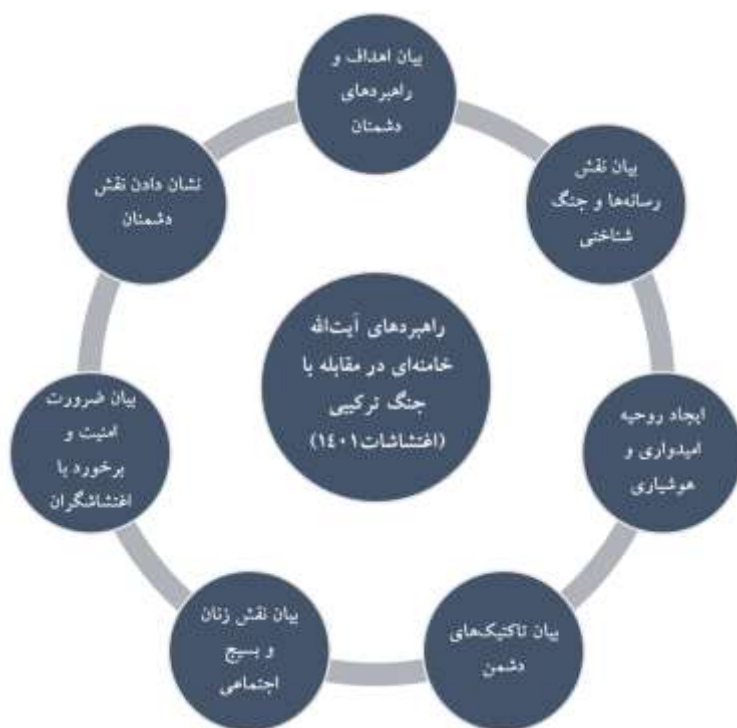 بیان اهداف و
راهبردهای
دشمنان
بیان نقش
رسانه‌ها و جنگ
شناختی
ایجاد روحیه
امیدواری و
هوشیاری
بیان تاکتیک‌های
دشمن
بیان نقش زنان
و بسیج
اجتماعی
بیان ضرورت
امنیت و
برخورد با
اغتشاشگران
نشان دادن نقش
دشمنان
راهبردهای آیت‌الله
خامنه‌ای در مقابله با
جنگ ترکیبی
(اغتشاشات۱٤۰۱)